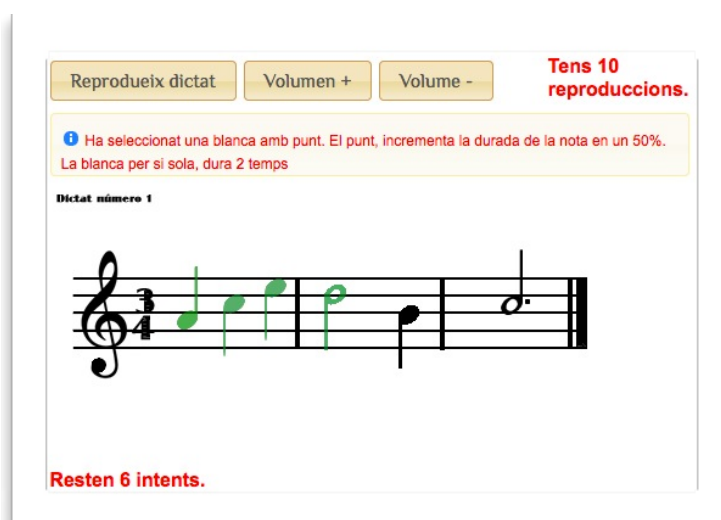 Reprodueix dictat Volumen + Volume - Tens 10
reproduccions.
Ha seleccionat una blanca amb punt. El punt, incrementa la durada de la nota en un 50%.
La blanca per si sola, dura 2 temps
Dictat número 1
3
4
Resten 6 intents.